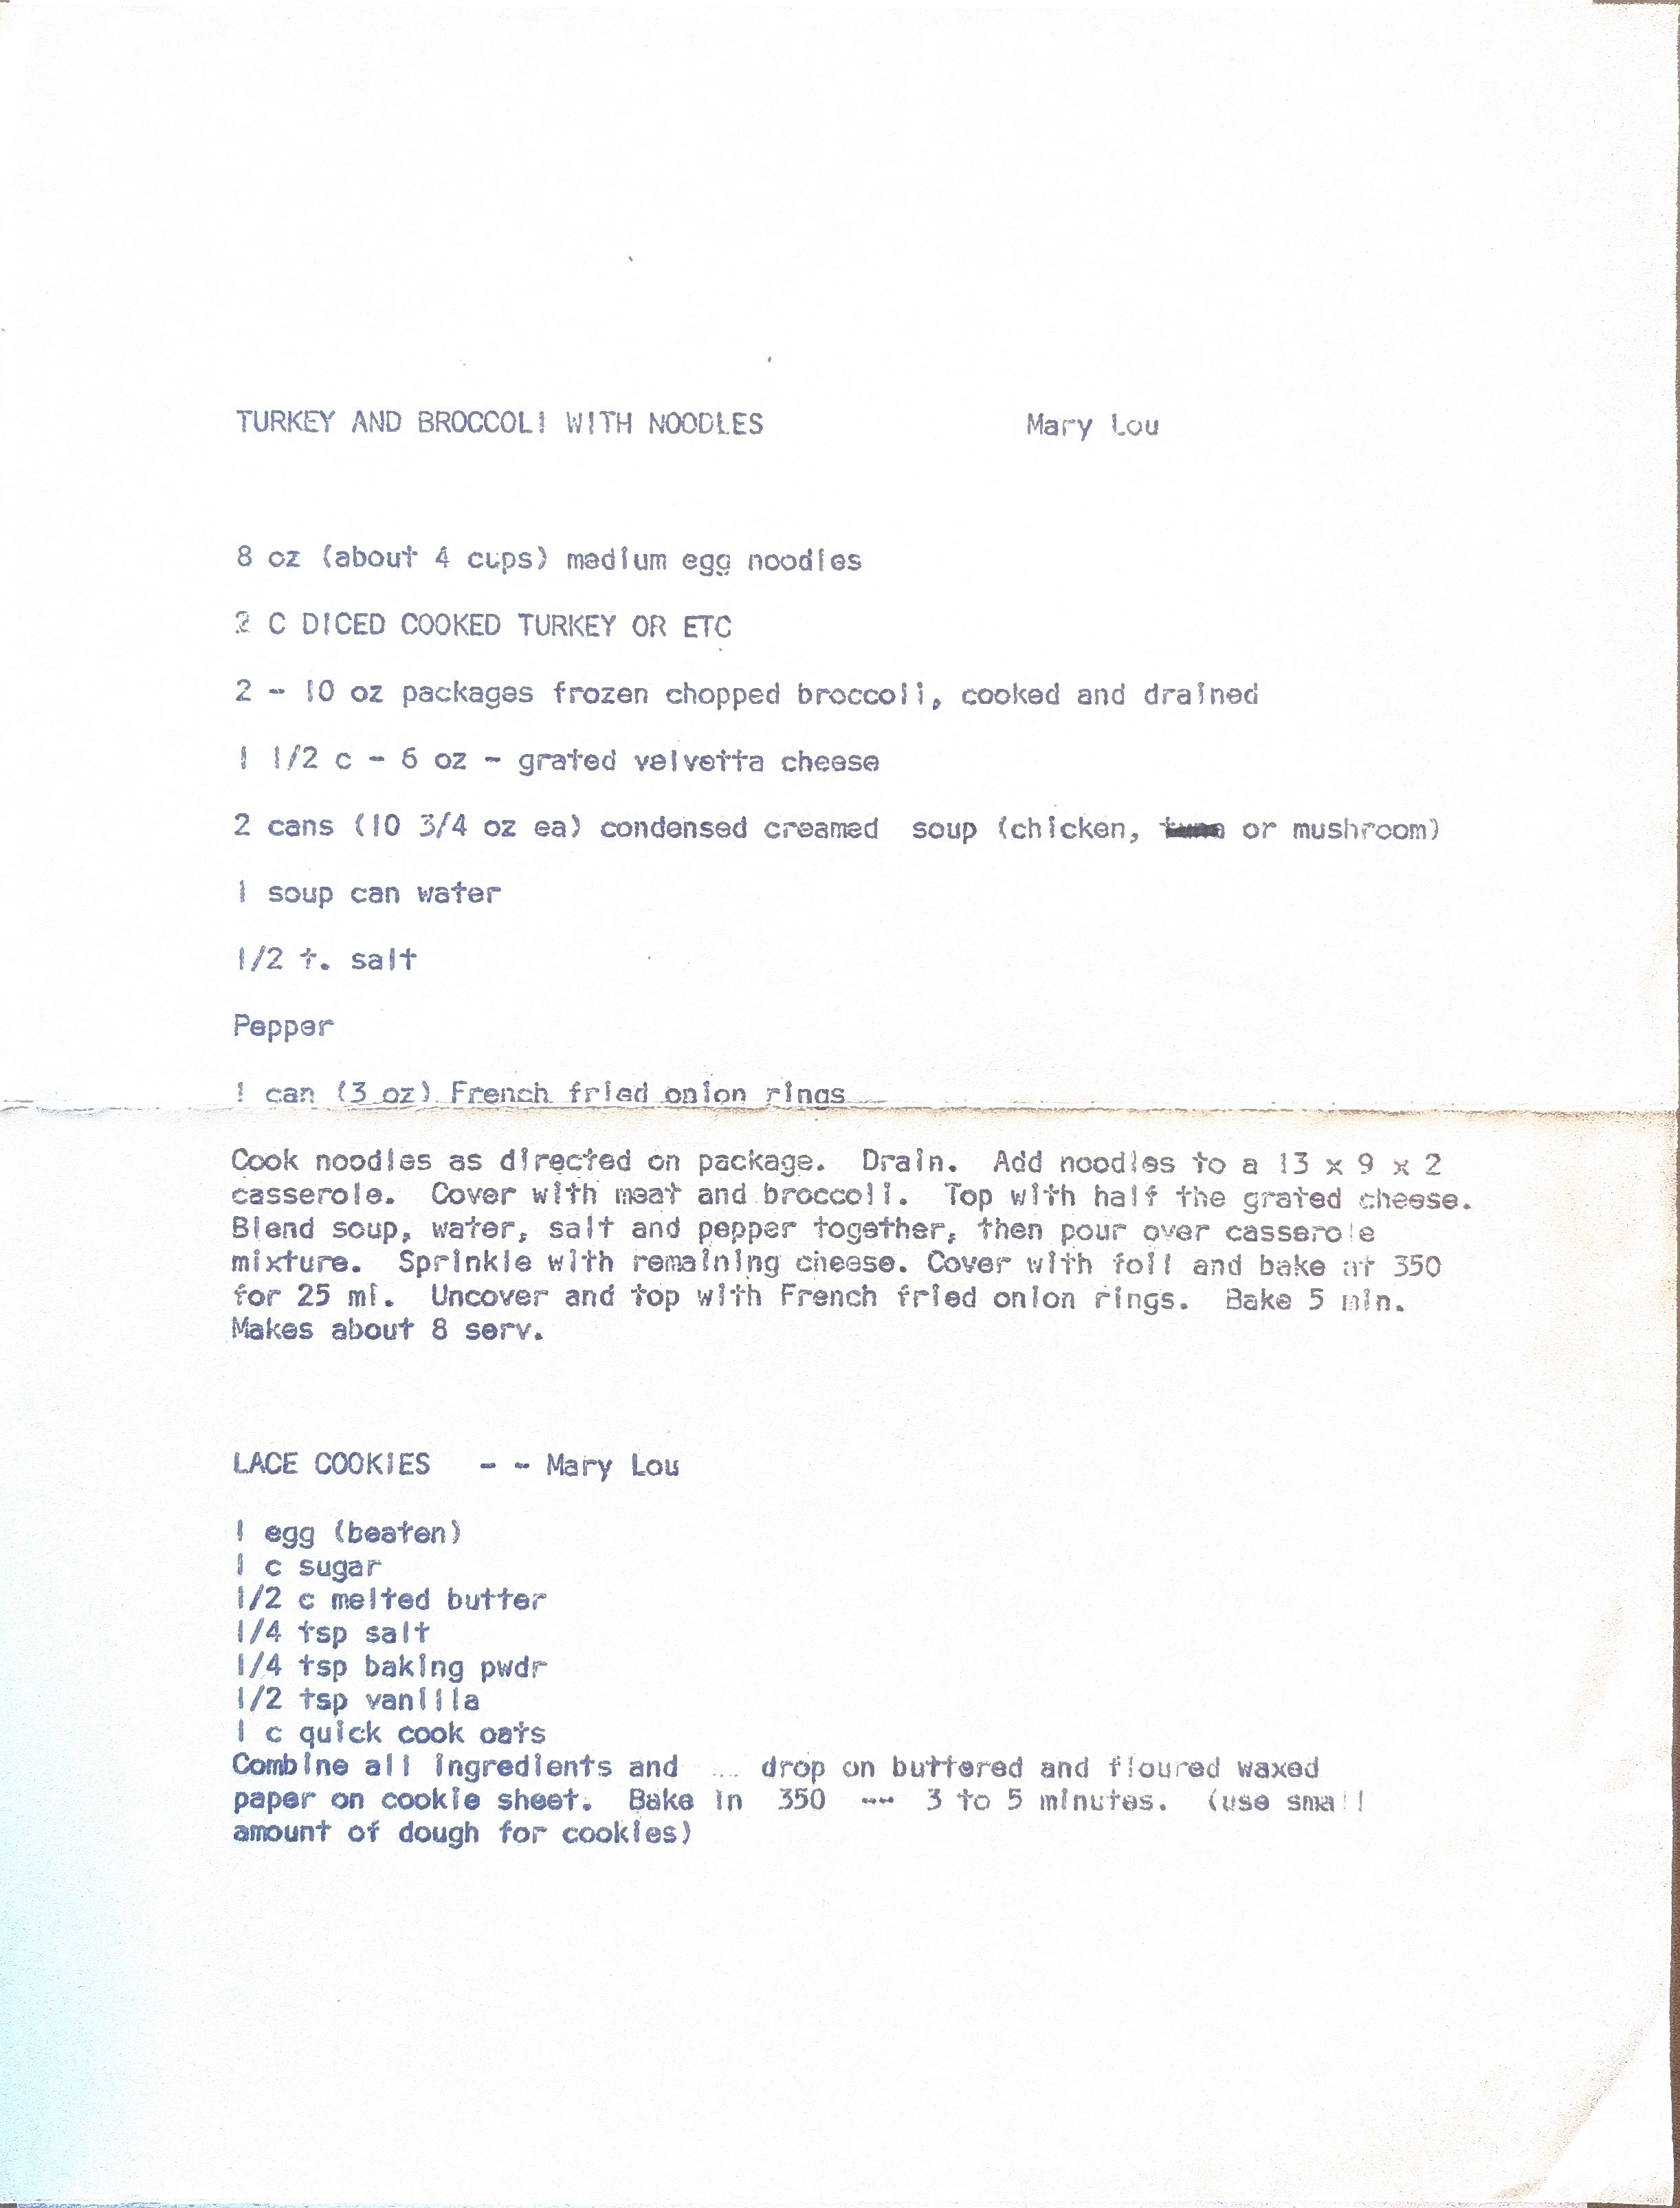 TURKEY AND BROCCOLI WITH NOODLES Mary Lou
8 oz (about 4 cups) medium egg noodles
2 C DICED COOKED TURKEY OR ETC
2 - 10 oz packages frozen chopped broccoli, cooked and drained
1 1/2 c - 6 oz - grated velvetta cheese
2 cans (10 3/4 oz ea) condensed creamed soup (chicken, or mushroom)
1 soup can water
1/2 t. salt
Pepper
1 can (3 oz) French fried onion rings
Cook noodles as directed on package. Drain. Add noodles to a 13 x 9 x 2
casserole. Cover with meat and broccoli. Top with half the grated cheese.
Blend soup, water, salt and pepper together, then pour over casserole
mixture. Sprinkle with remaining cheese. Cover with foil and bake at 350
for 25 mi. Uncover and top with French fried onion rings. Bake 5 min.
Makes about 8 serv.
LACE COOKIES - - Mary Lou
1 egg (beaten)
1 c sugar
1/2 c melted butter
1/4 tsp salt
1/4 tsp baking pwdr
1/2 tsp vanilla
1 c quick cook oats
Combine all ingredients and ... drop on buttered and floured waxed
paper on cookie sheet. Bake in 350 -- 3 to 5 minutes. (use small
amount of dough for cookies)